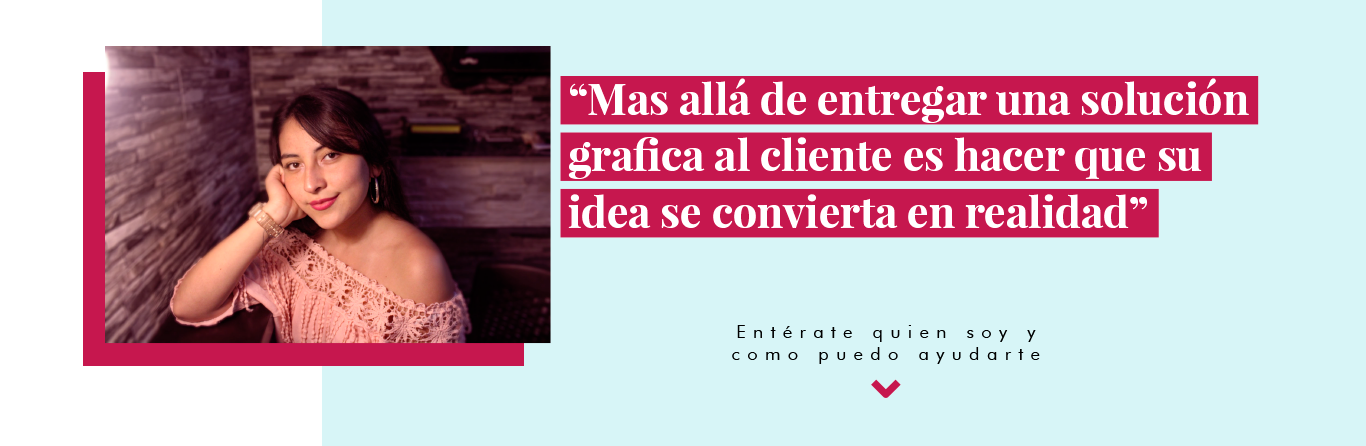 “Mas allá de entregar una solución
grafica al cliente es hacer que su
idea se convierta en realidad”
Entérate quien soy y
como puedo ayudarte